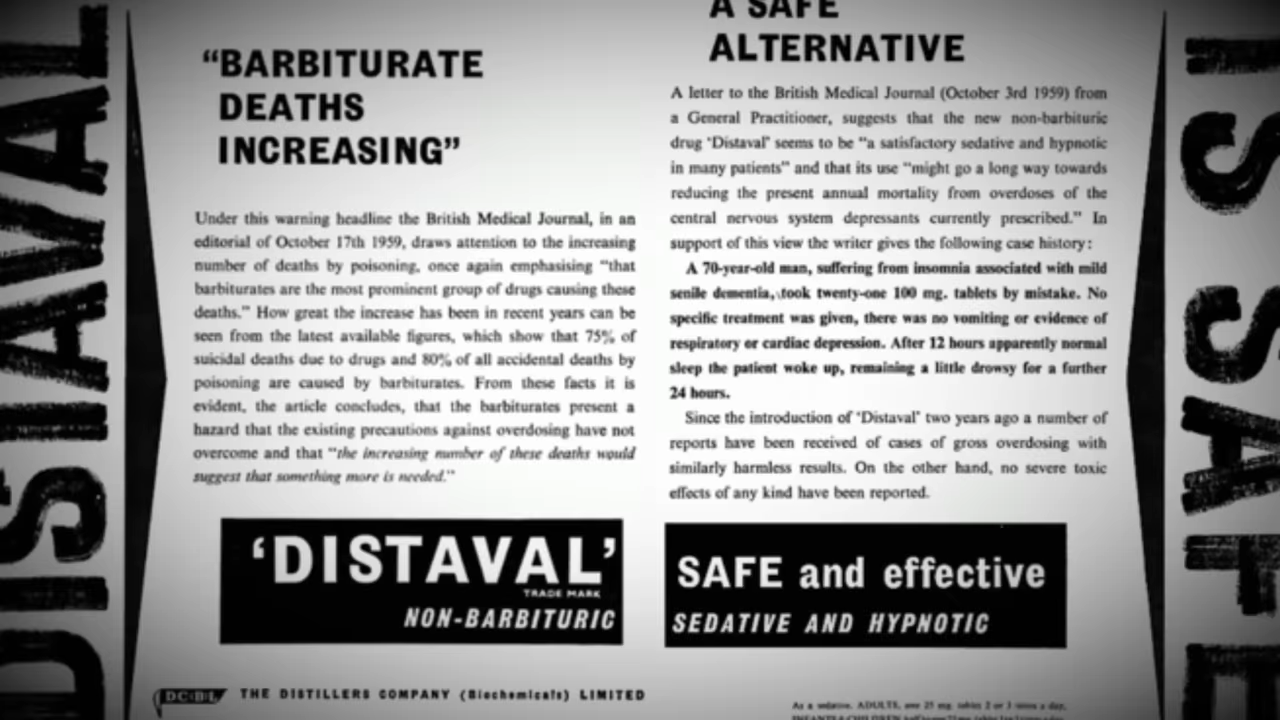 DISTAVAL
"BARBITURATE
DEATHS
INCREASING"
Under this warning headline the British Medical Journal, in an
editorial of October 17th 1959, draws attention to the increasing
number of deaths by poisoning, once again emphasising "that
barbiturates are the most prominent group of drugs causing these
deaths." How great the increase has been in recent years can be
seen from the latest available figures, which show that 75% of
suicidal deaths due to drugs and 80% of all accidental deaths by
poisoning are caused by barbiturates. From these facts it is
evident, the article concludes, that the barbiturates present a
hazard that the existing precautions against overdosing have not
overcome and that "the increasing number of these deaths would
suggest that something more is needed."
'DISTAVAL'
TRADE MARK
NON-BARBITURIC
DCBL THE DISTILLERS COMPANY (Biochemicals) LIMITED
A SAFE
ALTERNATIVE
A letter to the British Medical Journal (October 3rd 1959) from
a General Practitioner, suggests that the new non-barbituric
drug 'Distaval' seems to be "a satisfactory sedative and hypnotic
in many patients" and that its use "might go a long way towards
reducing the present annual mortality from overdoses of the
central nervous system depressants currently prescribed." In
support of this view the writer gives the following case history:
A 70-year-old man, suffering from insomnia associated with mild
senile dementia, took twenty-one 100 mg. tablets by mistake. No
specific treatment was given, there was no vomiting or evidence of
respiratory or cardiac depression. After 12 hours apparently normal
sleep the patient woke up, remaining a little drowsy for a further
24 hours.
Since the introduction of 'Distaval' two years ago a number of
reports have been received of cases of gross overdosing with
similarly harmless results. On the other hand, no severe toxic
effects of any kind have been reported.
SAFE and effective
SEDATIVE AND HYPNOTIC
As a sedative. ADULTS, one 25 mg. tablet 2 or 3 times a day.
IS SAFE